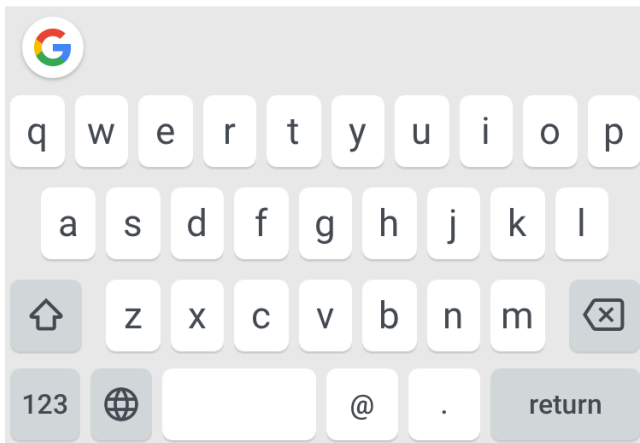 G
q w e r t y u i o p
a s d f g h j k l
z x c v b n m
123 @ . return